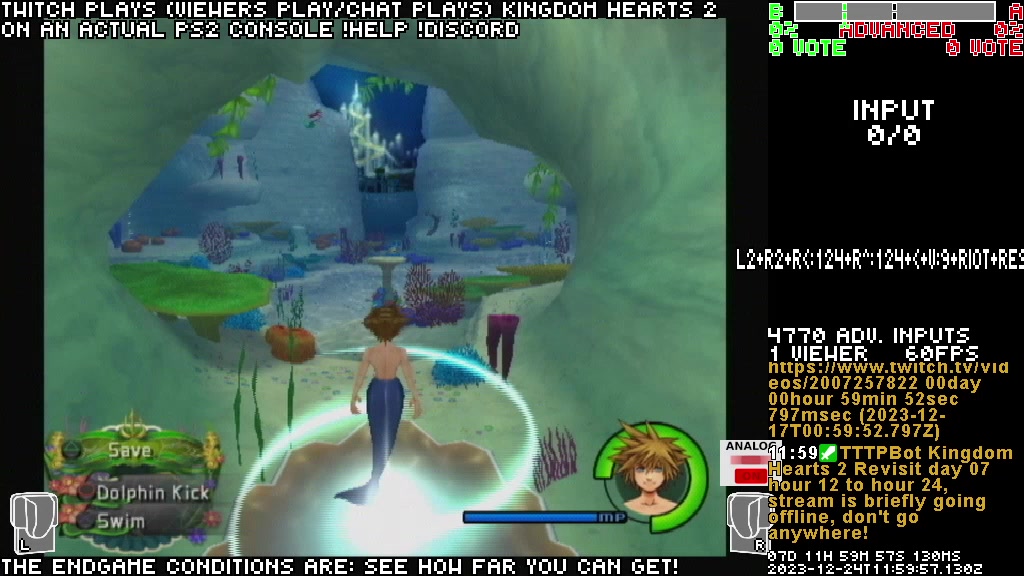 TWITCH PLAYS (VIEWERS PLAY/CHAT PLAYS) KINGDOM HEARTS 2
ON AN ACTUAL PS2 CONSOLE !HELP !DISCORD
B A
0% ADVANCED 0%
0 VOTE 0 VOTE
INPUT
0/0
L2+R2+R<:124+R^:124+<+V:9+RIOT+RES
4770 ADV. INPUTS
1 VIEWER 60FPS
https://www.twitch.tv/vid
eos/2007257822 00day
00hour 59min 52sec
797msec (2023-12-
17T00:59:52.797Z)
11:59 TTTPBot Kingdom
Hearts 2 Revisit day 07
hour 12 to hour 24,
stream is briefly going
offline, don't go
anywhere!
07D 11H 59M 57S 130MS
2023-12-24T11:59:57.130Z
ANALOG
Save
Dolphin Kick
Swim
MP
L
R
THE ENDGAME CONDITIONS ARE: SEE HOW FAR YOU CAN GET!